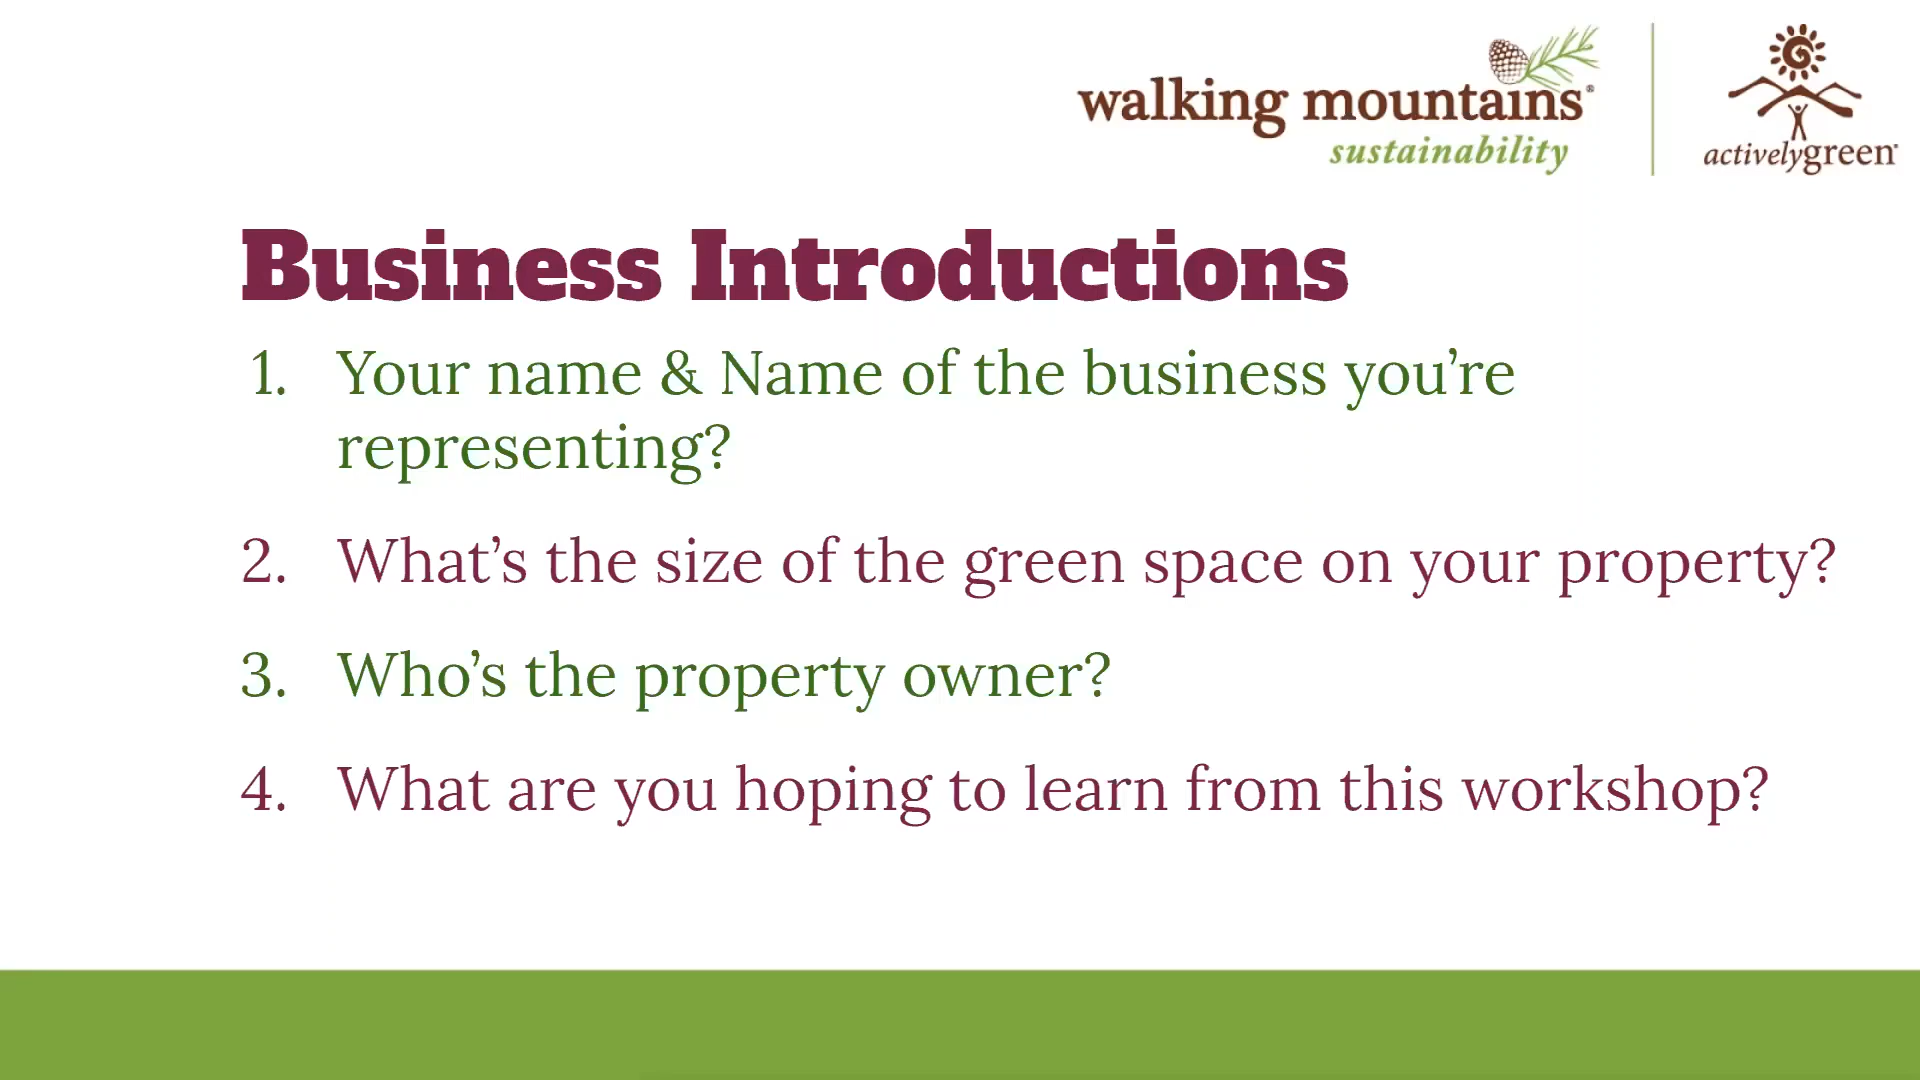 walking mountains®
sustainability
activelygreen
Business Introductions
1. Your name & Name of the business you’re
representing?
2. What’s the size of the green space on your property?
3. Who’s the property owner?
4. What are you hoping to learn from this workshop?